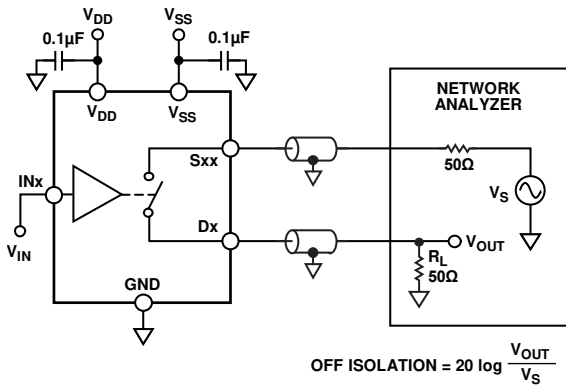 VDD
VSS
0.1µF
0.1µF
VDD
VSS
NETWORK
ANALYZER
Sxx
50Ω
INx
VS
Dx
VOUT
VIN
RL
50Ω
GND
OFF ISOLATION = 20 log VOUT
VS